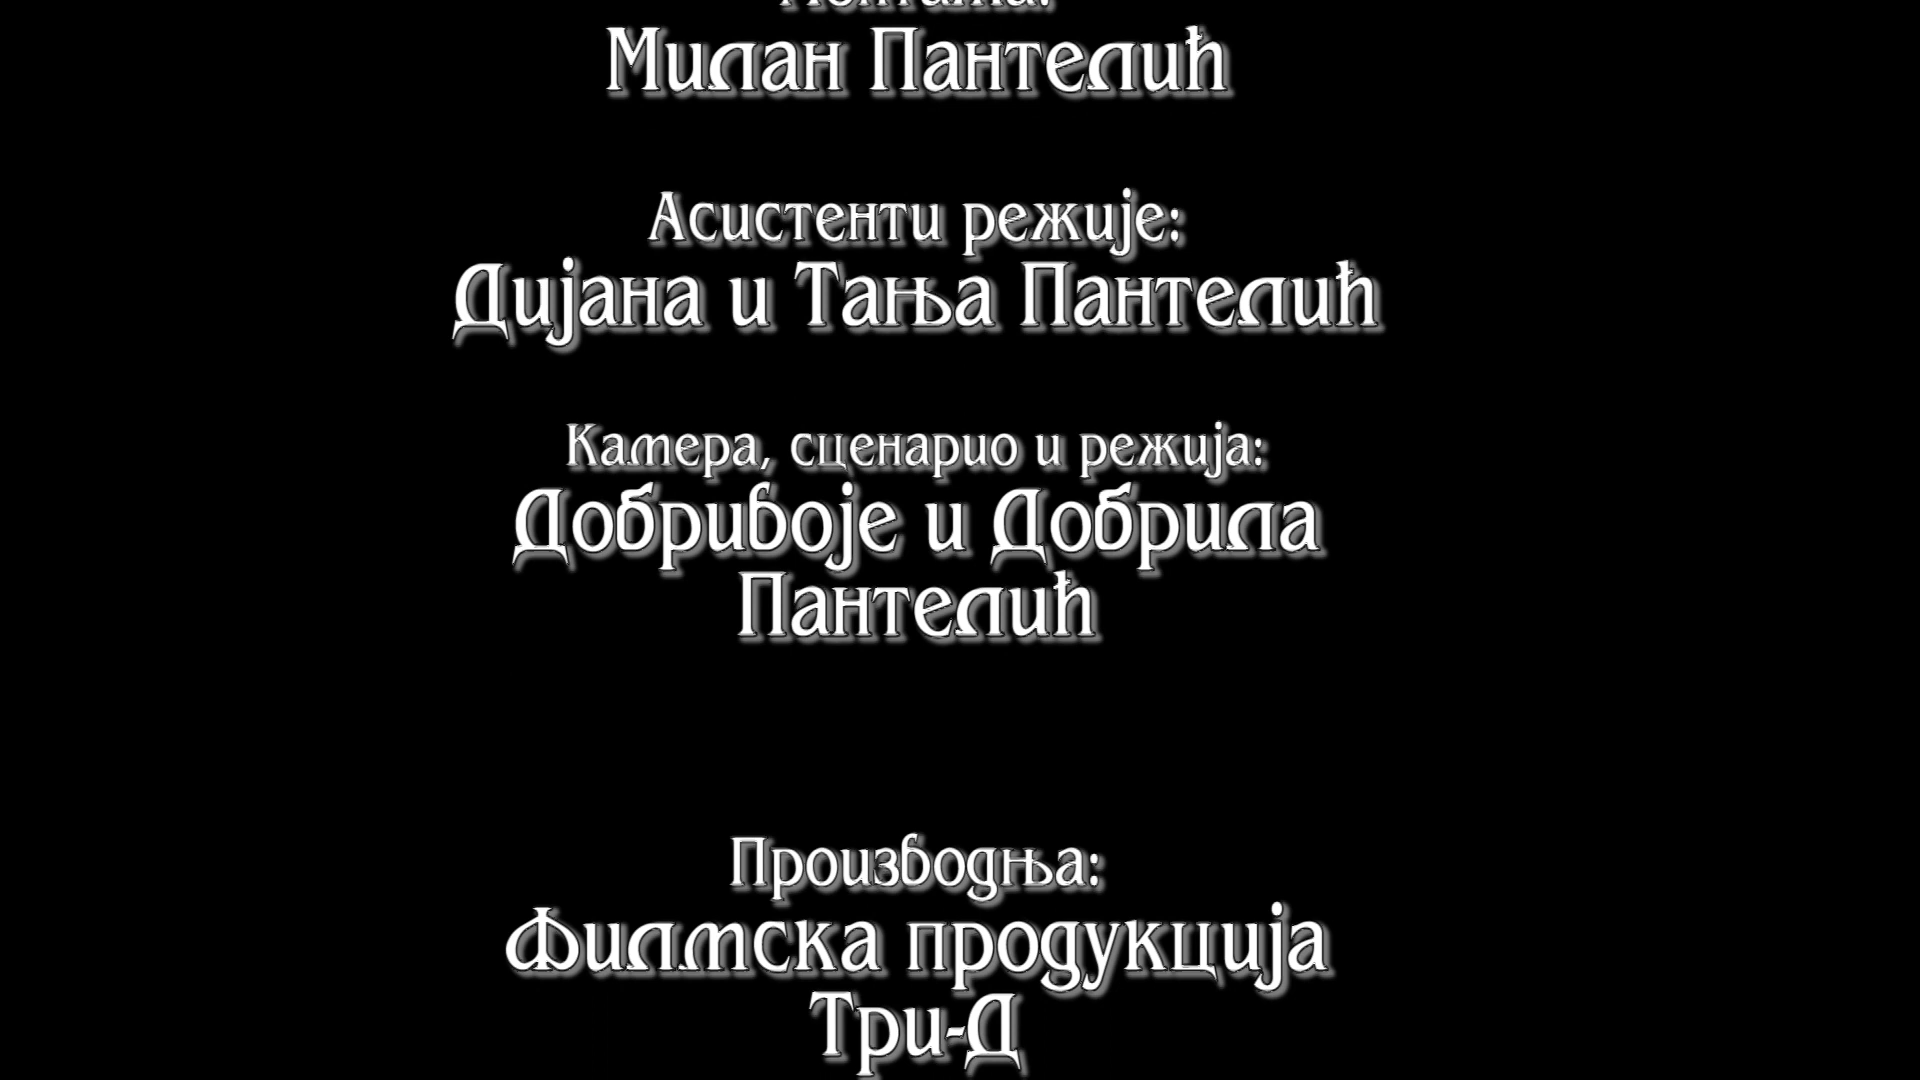 Милан Пантелић
Асистенти режије:
Дијана и Тања Пантелић
Камера, сценарио и режија:
Добривоје и Добрила
Пантелић
Производња:
Филмска продукција
Три-Д